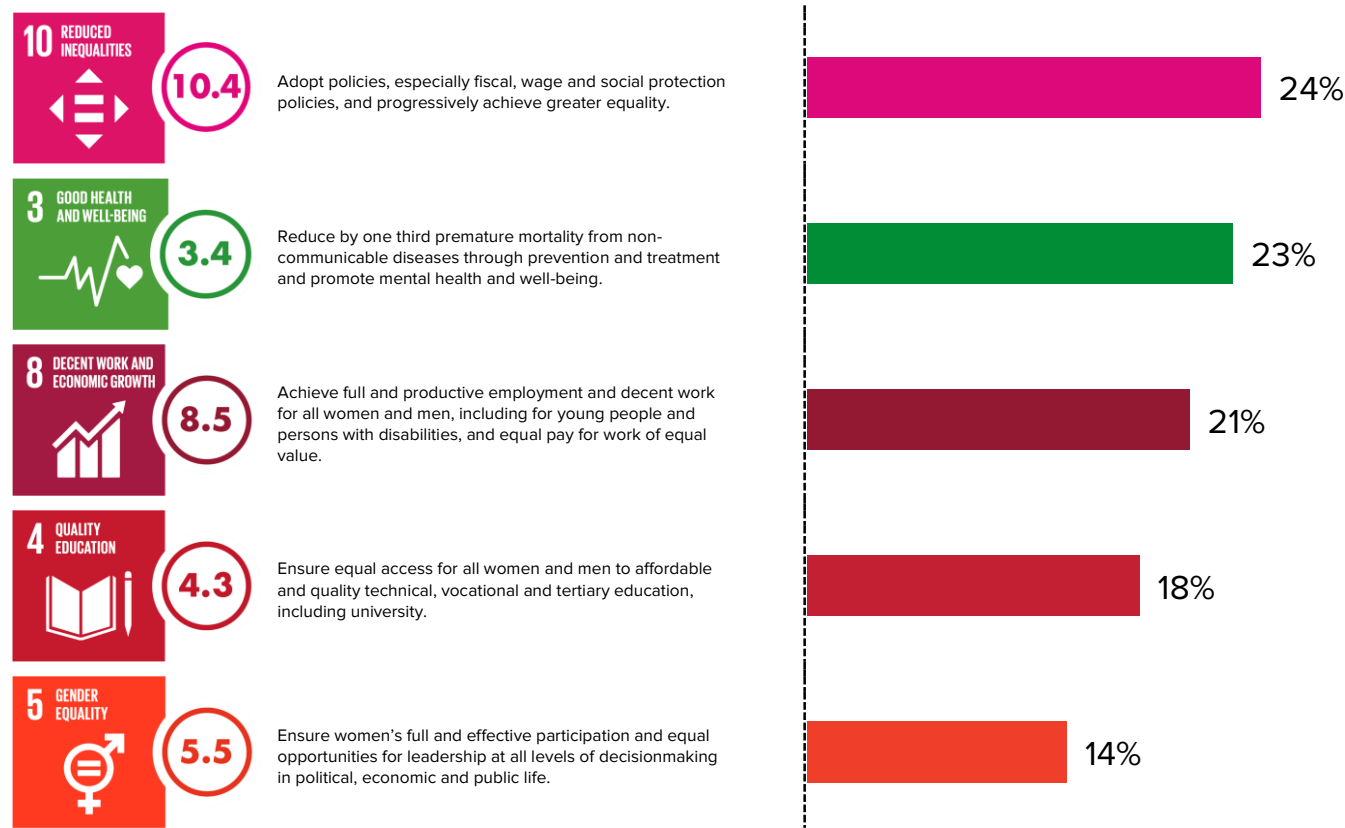 10 REDUCED
INEQUALITIES
10.4
Adopt policies, especially fiscal, wage and social protection
policies, and progressively achieve greater equality.
24%
3 GOOD HEALTH
AND WELL-BEING
3.4
Reduce by one third premature mortality from non-
communicable diseases through prevention and treatment
and promote mental health and well-being.
23%
8 DECENT WORK AND
ECONOMIC GROWTH
8.5
Achieve full and productive employment and decent work
for all women and men, including for young people and
persons with disabilities, and equal pay for work of equal
value.
21%
4 QUALITY
EDUCATION
4.3
Ensure equal access for all women and men to affordable
and quality technical, vocational and tertiary education,
including university.
18%
5 GENDER
EQUALITY
5.5
Ensure women’s full and effective participation and equal
opportunities for leadership at all levels of decisionmaking
in political, economic and public life.
14%